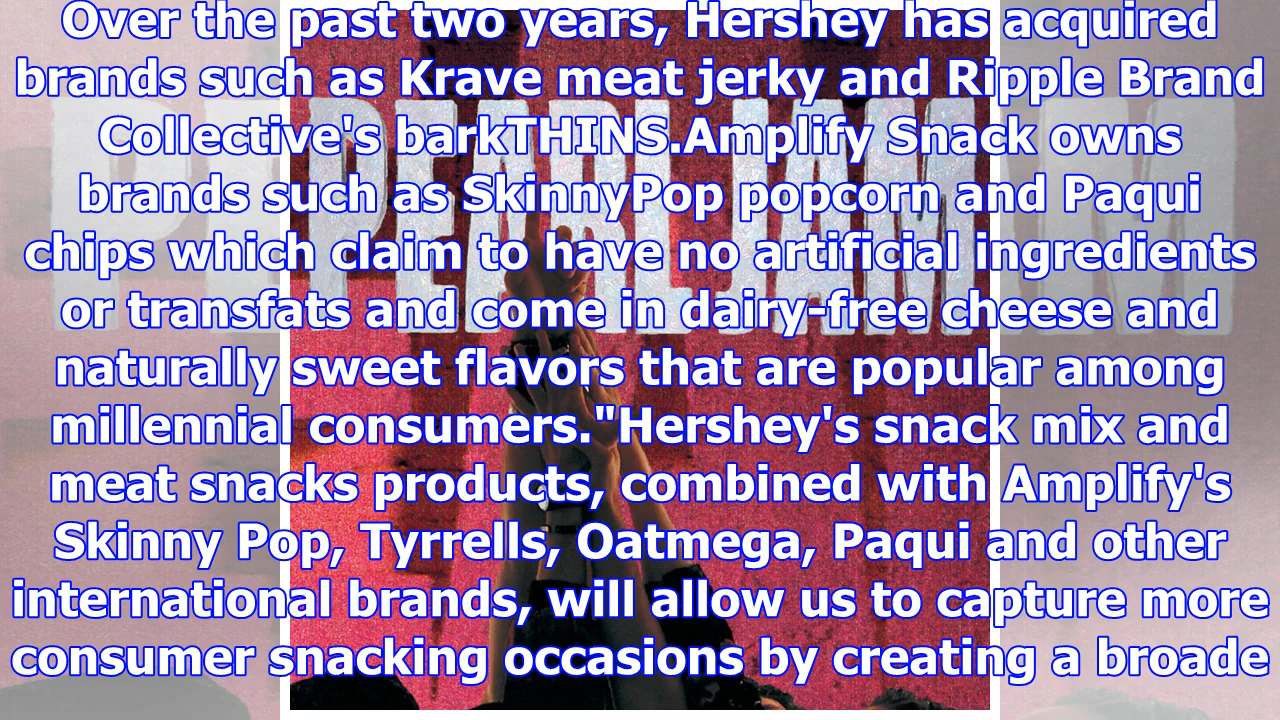 Over the past two years, Hershey has acquired
brands such as Krave meat jerky and Ripple Brand
Collective's barkTHINS.Amplify Snack owns
brands such as SkinnyPop popcorn and Paqui
chips which claim to have no artificial ingredients
or transfats and come in dairy-free cheese and
naturally sweet flavors that are popular among
millennial consumers."Hershey's snack mix and
meat snacks products, combined with Amplify's
Skinny Pop, Tyrrells, Oatmega, Paqui and other
international brands, will allow us to capture more
consumer snacking occasions by creating a broade
PEARL JAM